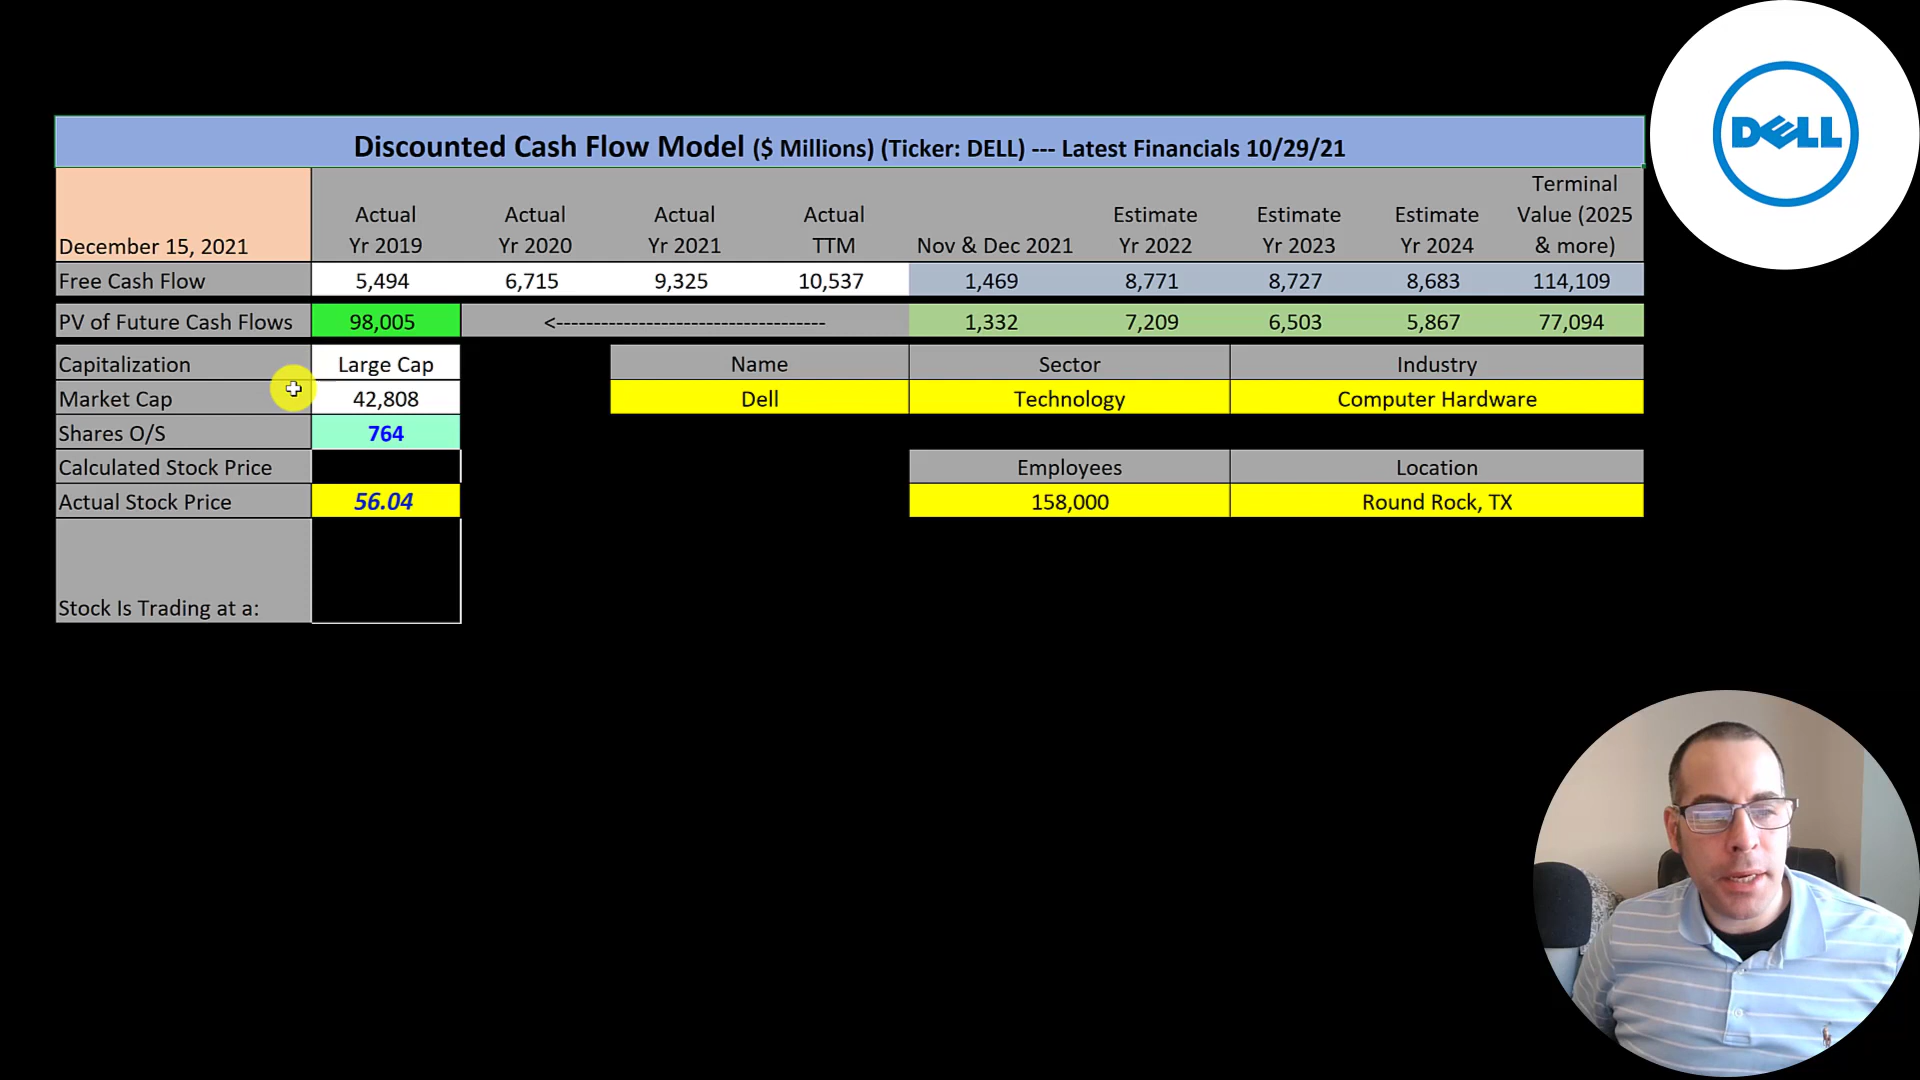 DELL
Discounted Cash Flow Model ($ Millions) (Ticker: DELL) --- Latest Financials 10/29/21
December 15, 2021 Actual Yr 2019 Actual Yr 2020 Actual Yr 2021 Actual TTM Nov & Dec 2021 Estimate Yr 2022 Estimate Yr 2023 Estimate Yr 2024 Terminal Value (2025 & more)
Free Cash Flow 5,494 6,715 9,325 10,537 1,469 8,771 8,727 8,683 114,109
PV of Future Cash Flows 98,005 <----------------------------------- 1,332 7,209 6,503 5,867 77,094
Capitalization Large Cap Name Sector Industry
Market Cap 42,808 Dell Technology Computer Hardware
Shares O/S 764
Calculated Stock Price Employees Location
Actual Stock Price 56.04 158,000 Round Rock, TX
Stock Is Trading at a: